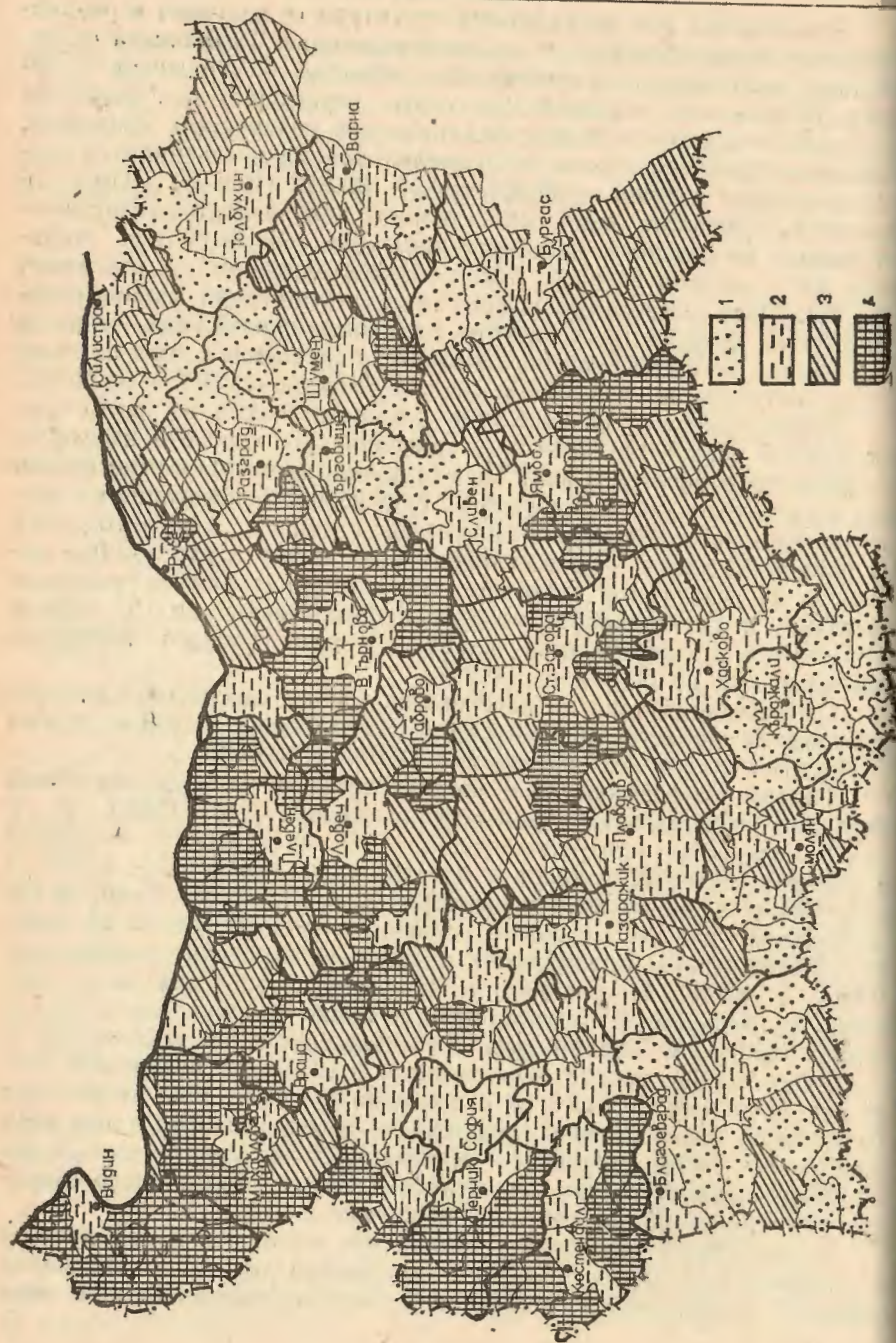 Видин
Силистра
Русе
Толбухин
Разград
Михайловград
Плевен
Враца
Търговище
Шумен
Варна
Ловеч
В Търново
Габрово
София
Перник
Сливен
Ямбол
Бургас
Кюстендил
Ст.Загора
Пазарджик
Пловдив
Благоевград
Хасково
Кърджали
Смолян
1
2
3
4